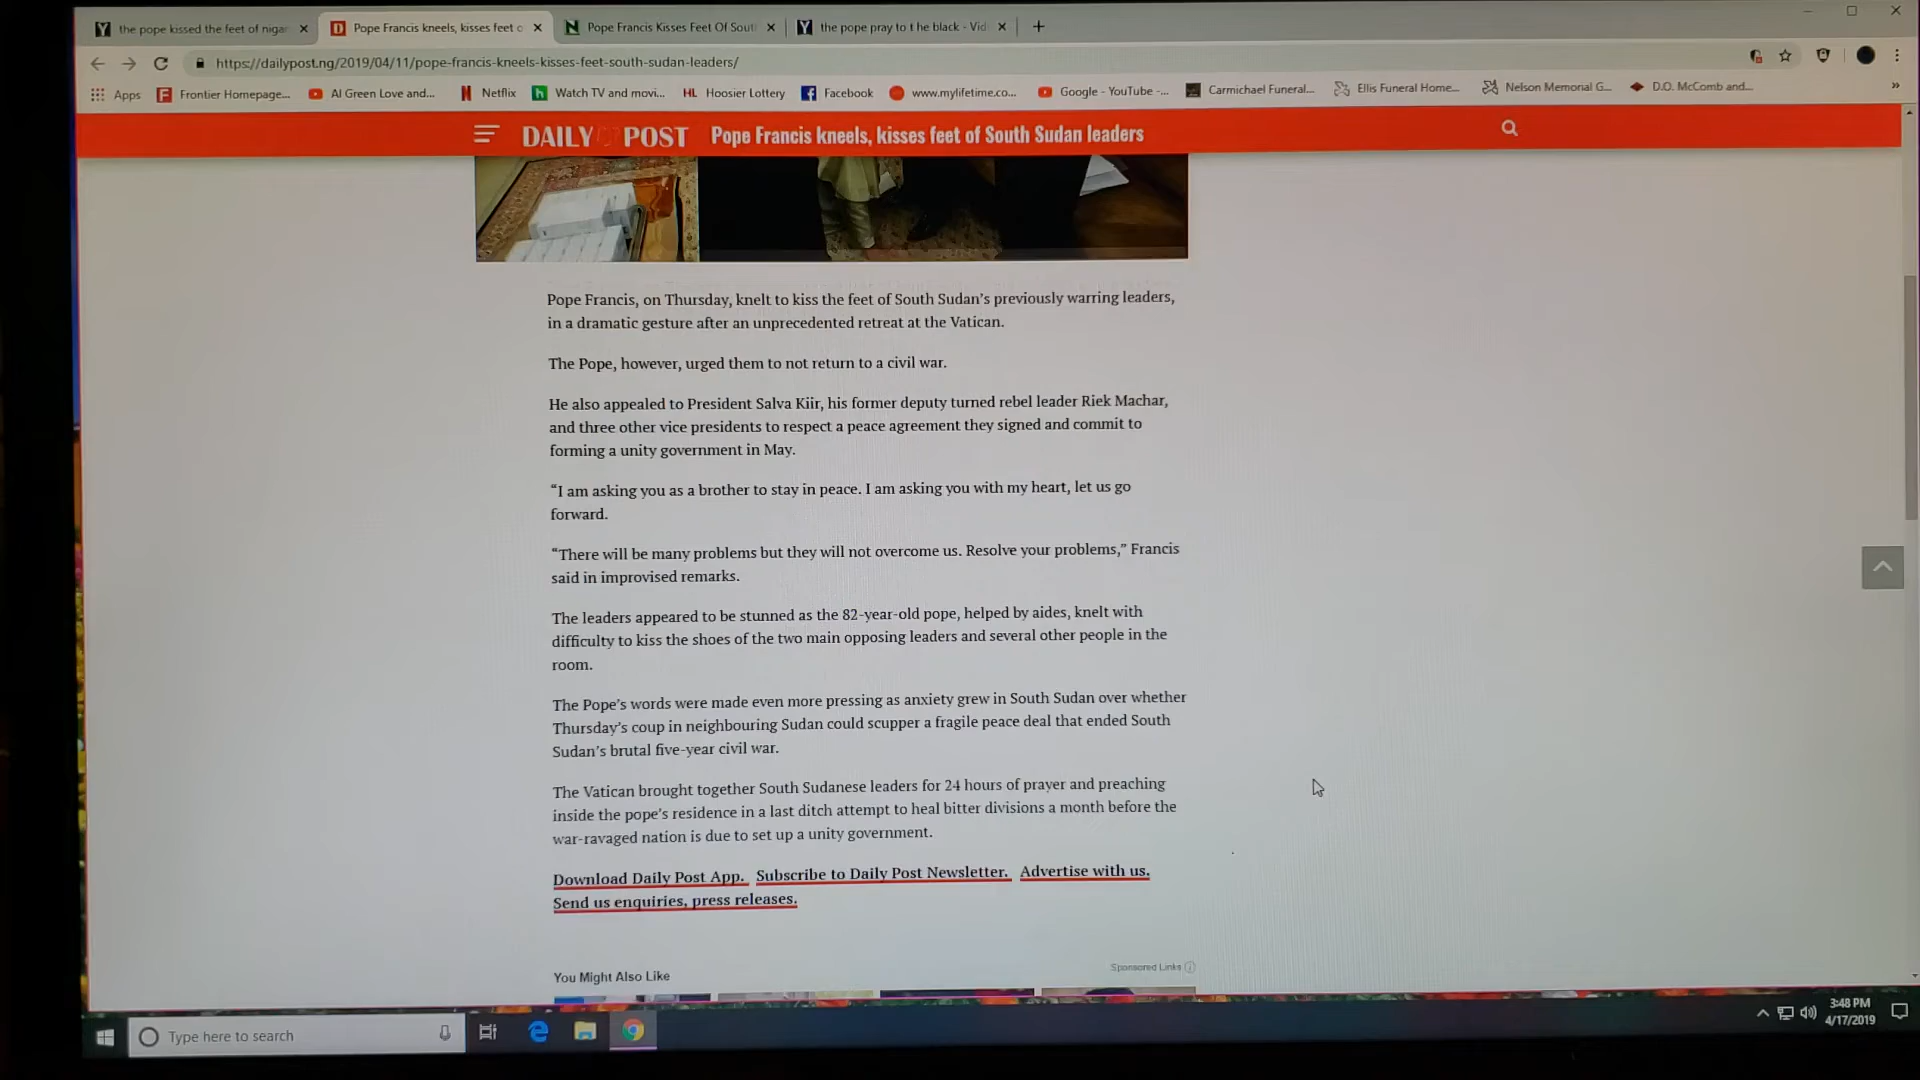 the pope kissed the feet of nigar
Pope Francis kneels, kisses feet o
Pope Francis Kisses Feet Of Sout
the pope pray to t he black - Vid
https://dailypost.ng/2019/04/11/pope-francis-kneels-kisses-feet-south-sudan-leaders/
Apps Frontier Homepage... Al Green Love and... Netflix Watch TV and movi... HL Hoosier Lottery Facebook www.mylifetime.co... Google - YouTube -... Carmichael Funeral... Ellis Funeral Home... Nelson Memorial G... D.O. McComb and... »
DAILY POST Pope Francis kneels, kisses feet of South Sudan leaders
Pope Francis, on Thursday, knelt to kiss the feet of South Sudan’s previously warring leaders,
in a dramatic gesture after an unprecedented retreat at the Vatican.
The Pope, however, urged them to not return to a civil war.
He also appealed to President Salva Kiir, his former deputy turned rebel leader Riek Machar,
and three other vice presidents to respect a peace agreement they signed and commit to
forming a unity government in May.
“I am asking you as a brother to stay in peace. I am asking you with my heart, let us go
forward.
“There will be many problems but they will not overcome us. Resolve your problems,” Francis
said in improvised remarks.
The leaders appeared to be stunned as the 82-year-old pope, helped by aides, knelt with
difficulty to kiss the shoes of the two main opposing leaders and several other people in the
room.
The Pope’s words were made even more pressing as anxiety grew in South Sudan over whether
Thursday’s coup in neighbouring Sudan could scupper a fragile peace deal that ended South
Sudan’s brutal five-year civil war.
The Vatican brought together South Sudanese leaders for 24 hours of prayer and preaching
inside the pope’s residence in a last ditch attempt to heal bitter divisions a month before the
war-ravaged nation is due to set up a unity government.
Download Daily Post App. Subscribe to Daily Post Newsletter. Advertise with us.
Send us enquiries, press releases.
You Might Also Like
Sponsored Links
Type here to search
3:48 PM
4/17/2019